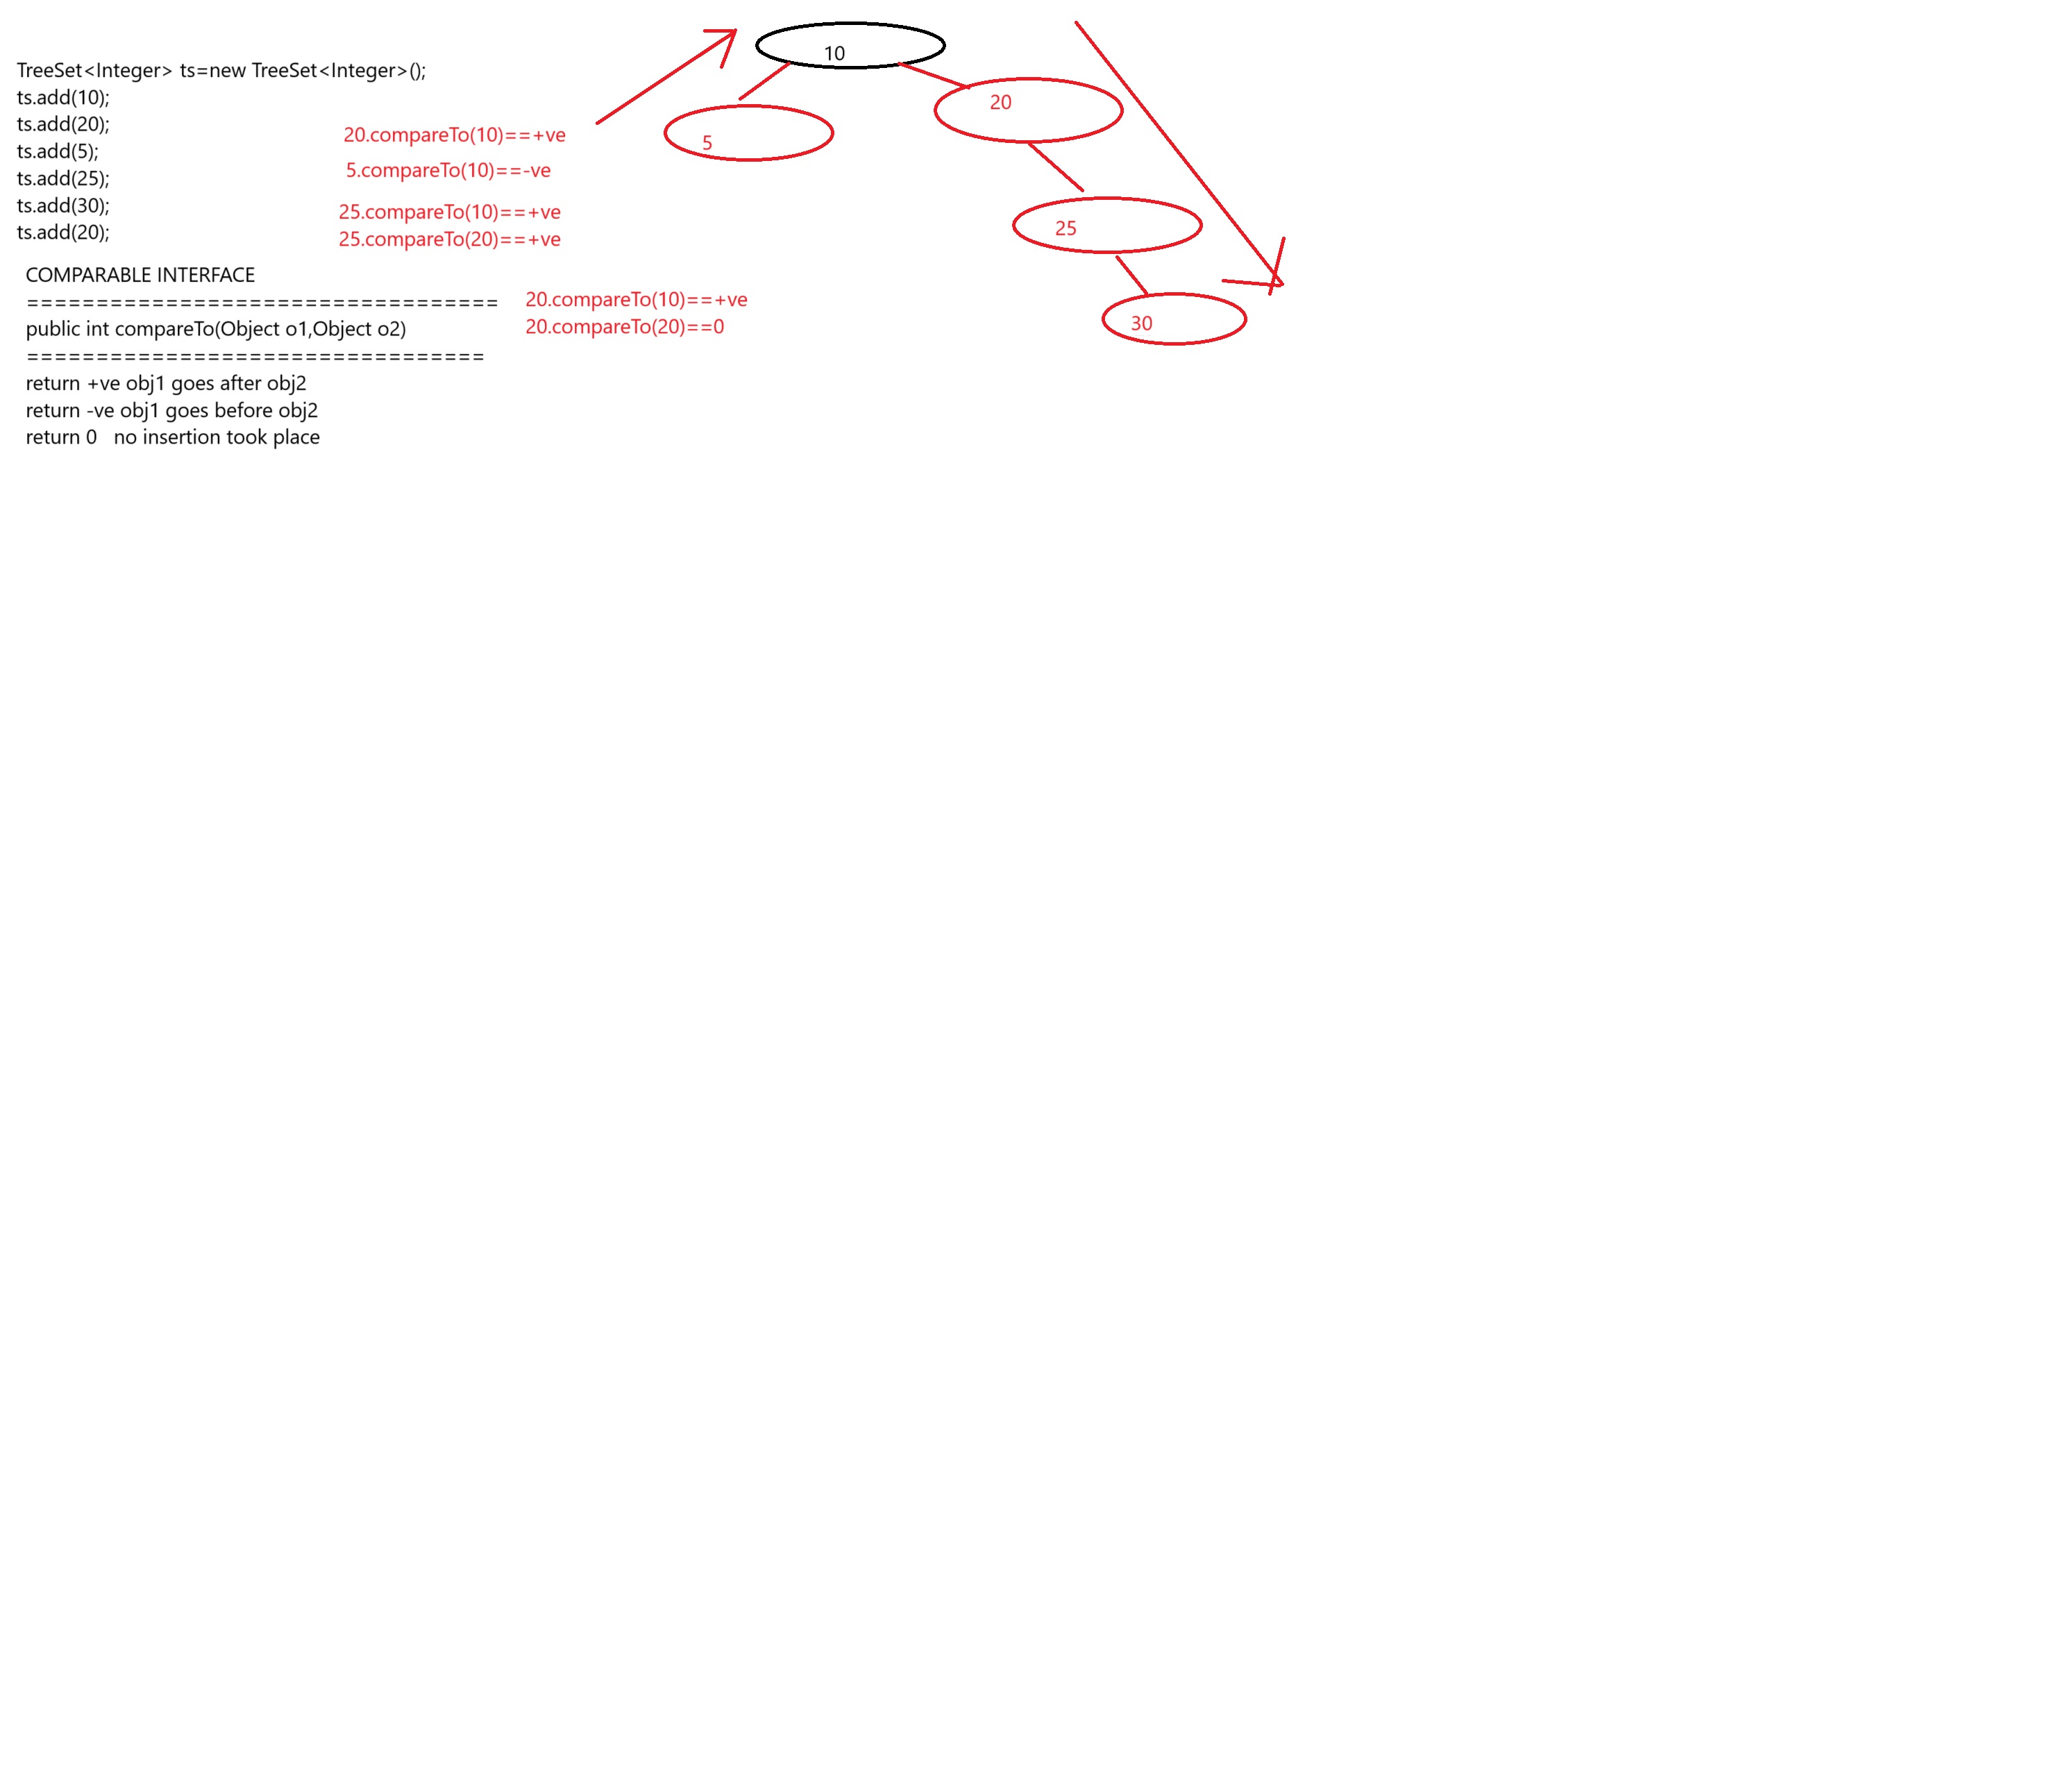 TreeSet<Integer> ts=new TreeSet<Integer>();
ts.add(10);
ts.add(20);
ts.add(5);
ts.add(25);
ts.add(30);
ts.add(20);
20.compareTo(10)==+ve
5.compareTo(10)==-ve
25.compareTo(10)==+ve
25.compareTo(20)==+ve
COMPARABLE INTERFACE
==================================
public int compareTo(Object o1,Object o2)
=================================
return +ve obj1 goes after obj2
return -ve obj1 goes before obj2
return 0   no insertion took place
20.compareTo(10)==+ve
20.compareTo(20)==0
10
20
5
25
30